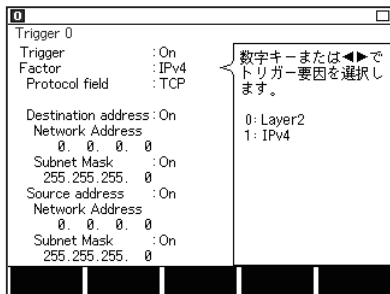 0
Trigger 0
Trigger : On
Factor : IPv4
Protocol field : TCP
Destination address : On
Network Address
0. 0. 0. 0
Subnet Mask : On
255.255.255. 0
Source address : On
Network Address
0. 0. 0. 0
Subnet Mask : On
255.255.255. 0
数字キーまたは◀▶で
トリガー要因を選択し
ます。
0: Layer2
1: IPv4